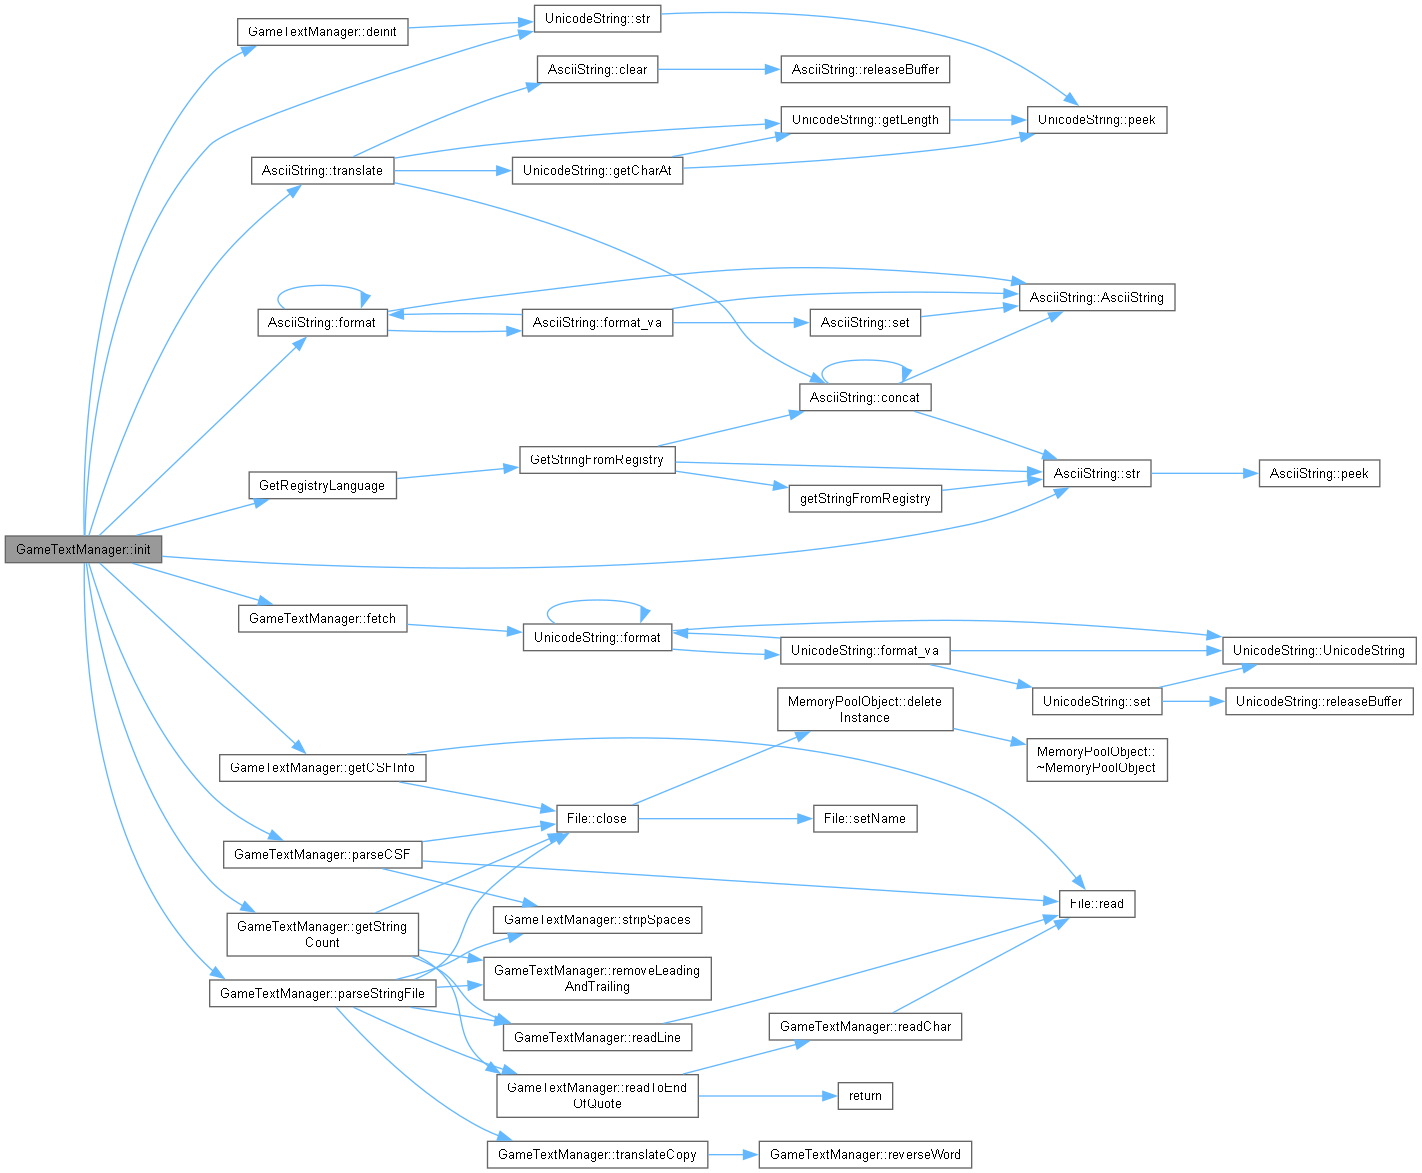 GameTextManager::init
GameTextManager::deinit
UnicodeString::str
AsciiString::clear
AsciiString::releaseBuffer
UnicodeString::getLength
UnicodeString::peek
AsciiString::translate
UnicodeString::getCharAt
AsciiString::AsciiString
AsciiString::format
AsciiString::format_va
AsciiString::set
AsciiString::concat
GetStringFromRegistry
AsciiString::str
AsciiString::peek
GetRegistryLanguage
getStringFromRegistry
GameTextManager::fetch
UnicodeString::format
UnicodeString::format_va
UnicodeString::UnicodeString
UnicodeString::set
UnicodeString::releaseBuffer
MemoryPoolObject::delete
Instance
MemoryPoolObject::
~MemoryPoolObject
GameTextManager::getCSFInfo
File::close
File::setName
GameTextManager::parseCSF
File::read
GameTextManager::getString
Count
GameTextManager::stripSpaces
GameTextManager::removeLeading
AndTrailing
GameTextManager::parseStringFile
GameTextManager::readLine
GameTextManager::readChar
GameTextManager::readToEnd
OfQuote
return
GameTextManager::translateCopy
GameTextManager::reverseWord